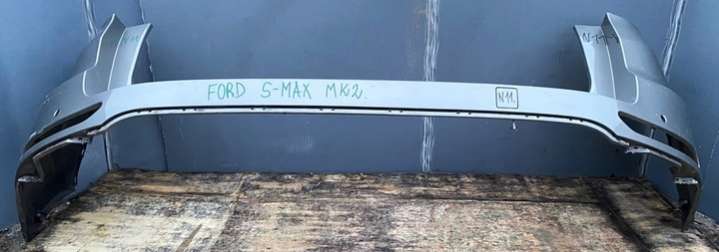 FORD S-MAX MK2.
N11.